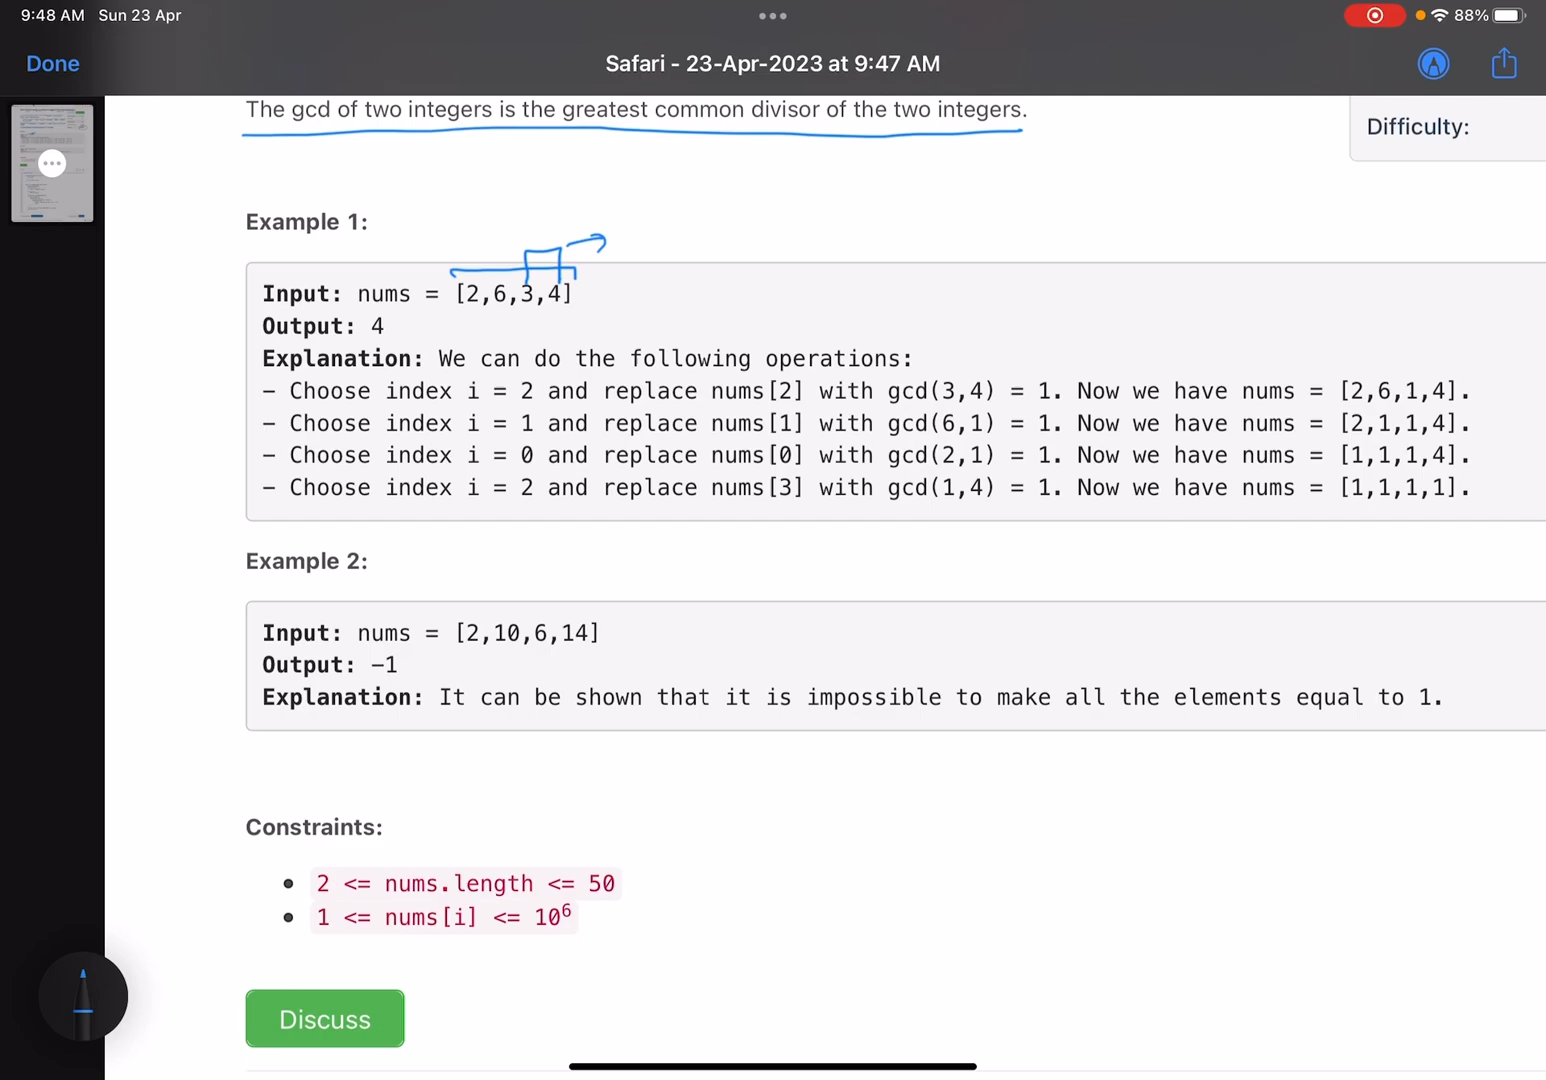 9:48 AM Sun 23 Apr
88%
Done
Safari - 23-Apr-2023 at 9:47 AM
The gcd of two integers is the greatest common divisor of the two integers.
Difficulty:
Example 1:
Input: nums = [2,6,3,4]
Output: 4
Explanation: We can do the following operations:
- Choose index i = 2 and replace nums[2] with gcd(3,4) = 1. Now we have nums = [2,6,1,4].
- Choose index i = 1 and replace nums[1] with gcd(6,1) = 1. Now we have nums = [2,1,1,4].
- Choose index i = 0 and replace nums[0] with gcd(2,1) = 1. Now we have nums = [1,1,1,4].
- Choose index i = 2 and replace nums[3] with gcd(1,4) = 1. Now we have nums = [1,1,1,1].
Example 2:
Input: nums = [2,10,6,14]
Output: -1
Explanation: It can be shown that it is impossible to make all the elements equal to 1.
Constraints:
• 2 <= nums.length <= 50
• 1 <= nums[i] <= 10⁶
Discuss